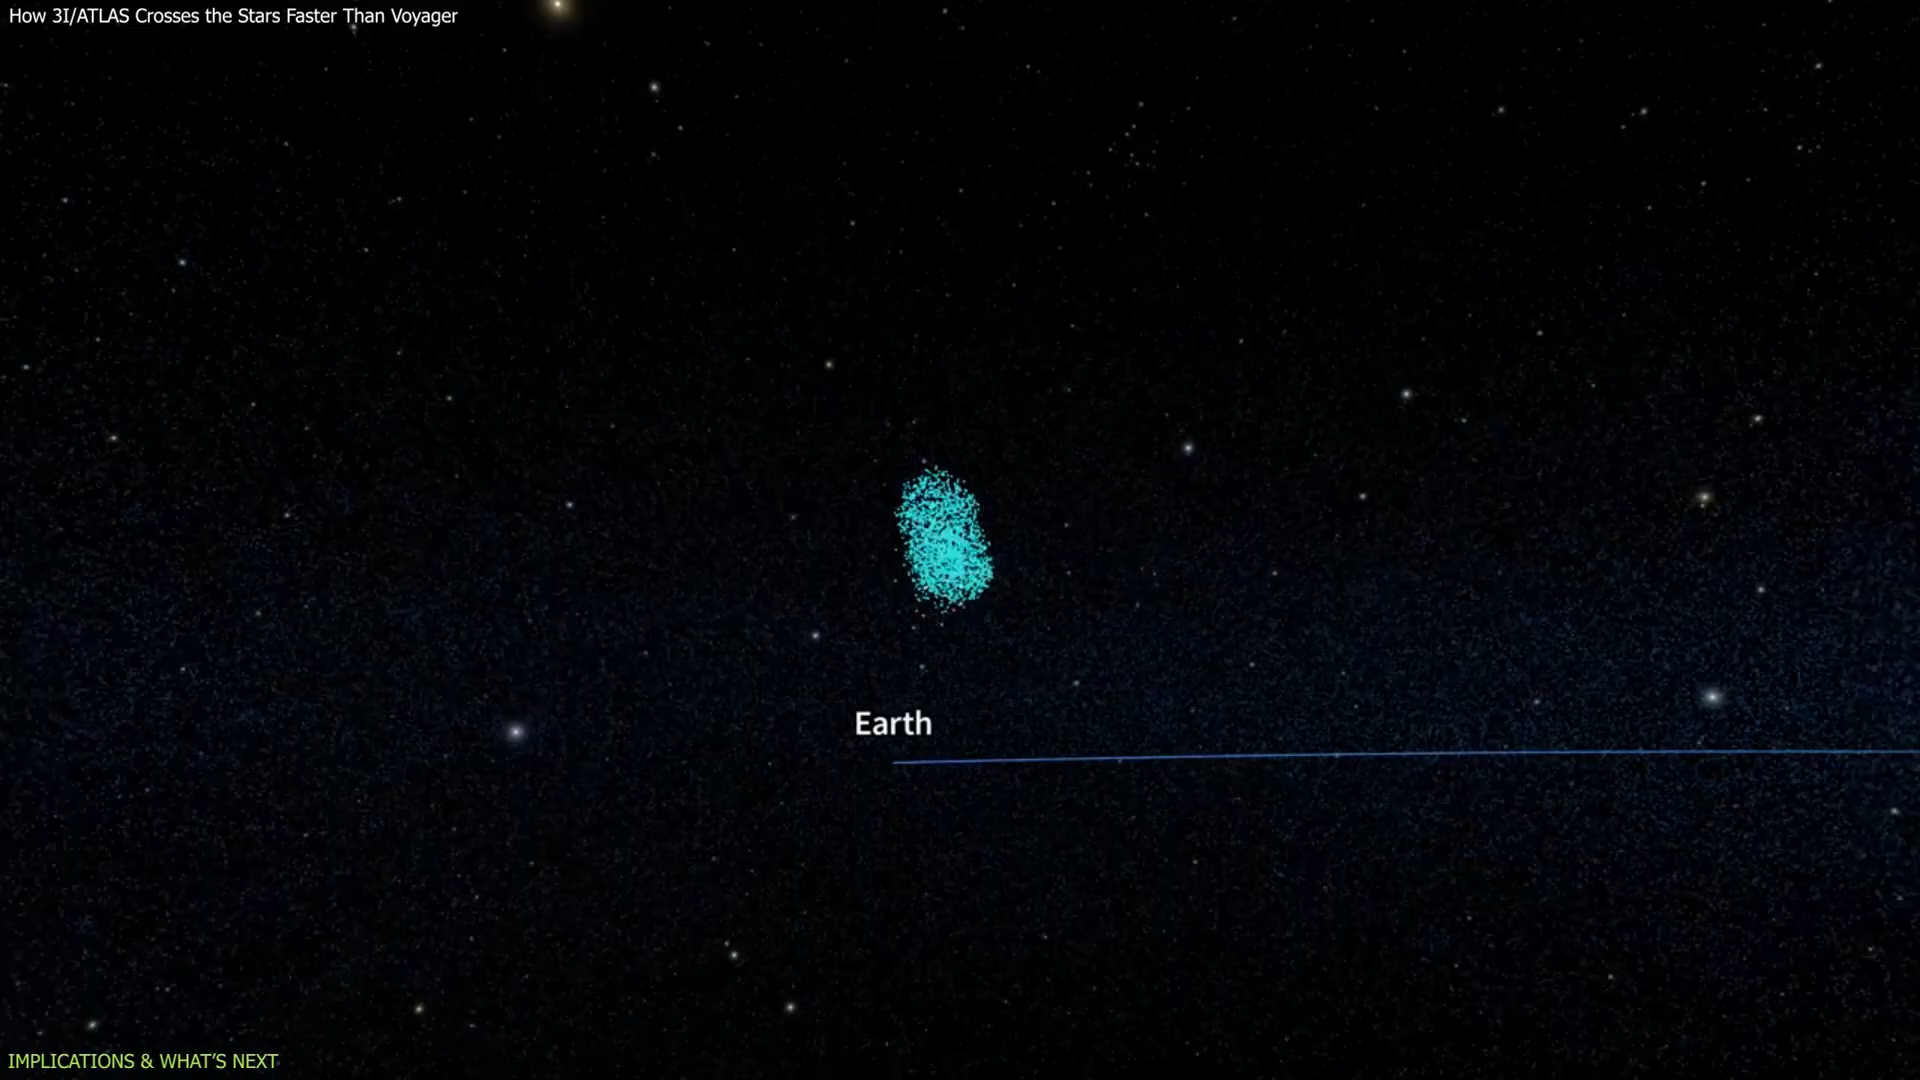 How 3I/ATLAS Crosses the Stars Faster Than Voyager
Earth
IMPLICATIONS & WHAT'S NEXT